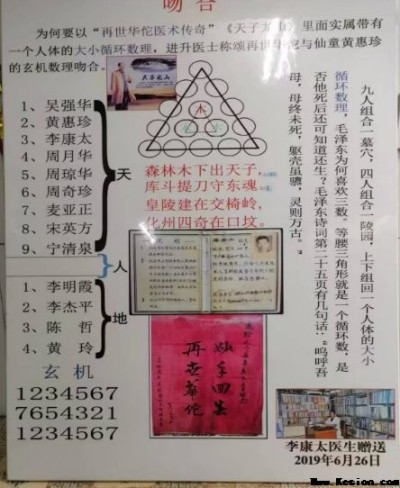 吻合
为何要以“再世华佗医术传奇”《天子
里面实属带有
一个人体的大小循环数理，进升医士称颂再世华佗与仙童黄惠珍
的玄机数理吻合。
1、吴强华
2、黄惠珍
3、李康太
4、周月华
5、周琼华
6、周奇珍
7、麦亚正
8、宋英方
9、宁清泉
天
人
1、李明霞
2、李杰平
3、陈 哲
4、黄 玲
地
玄 机
1234567
7654321
1234567
木
森林木下出天子，
库斗提刀守东魂
皇陵建在交椅岭，
化州四奇在口坟。
九人组合一墓穴，四人组合一陵园，上下组回一个人体的大小
循环数理，毛泽东为何喜欢三数。等腰三角形就是一个循环数，是
否他死后还可知道还生？毛泽东诗词第二十五页有几句话：“呜呼吾
母，母终未死，躯壳虽隳，灵则万古。”
妙手回生
再世华佗
李康太医生赠送
2019年6月26日
Www.Kesion.com